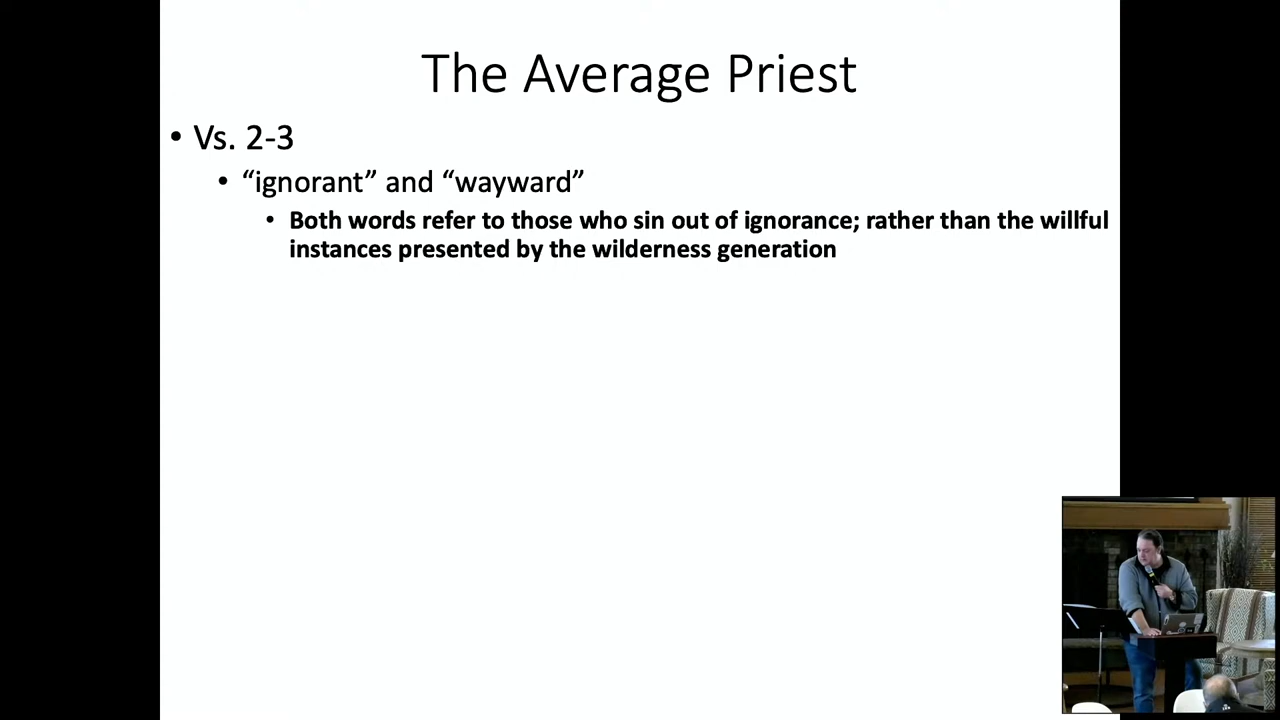 The Average Priest
• Vs. 2-3
• “ignorant” and “wayward”
• Both words refer to those who sin out of ignorance; rather than the willful
instances presented by the wilderness generation